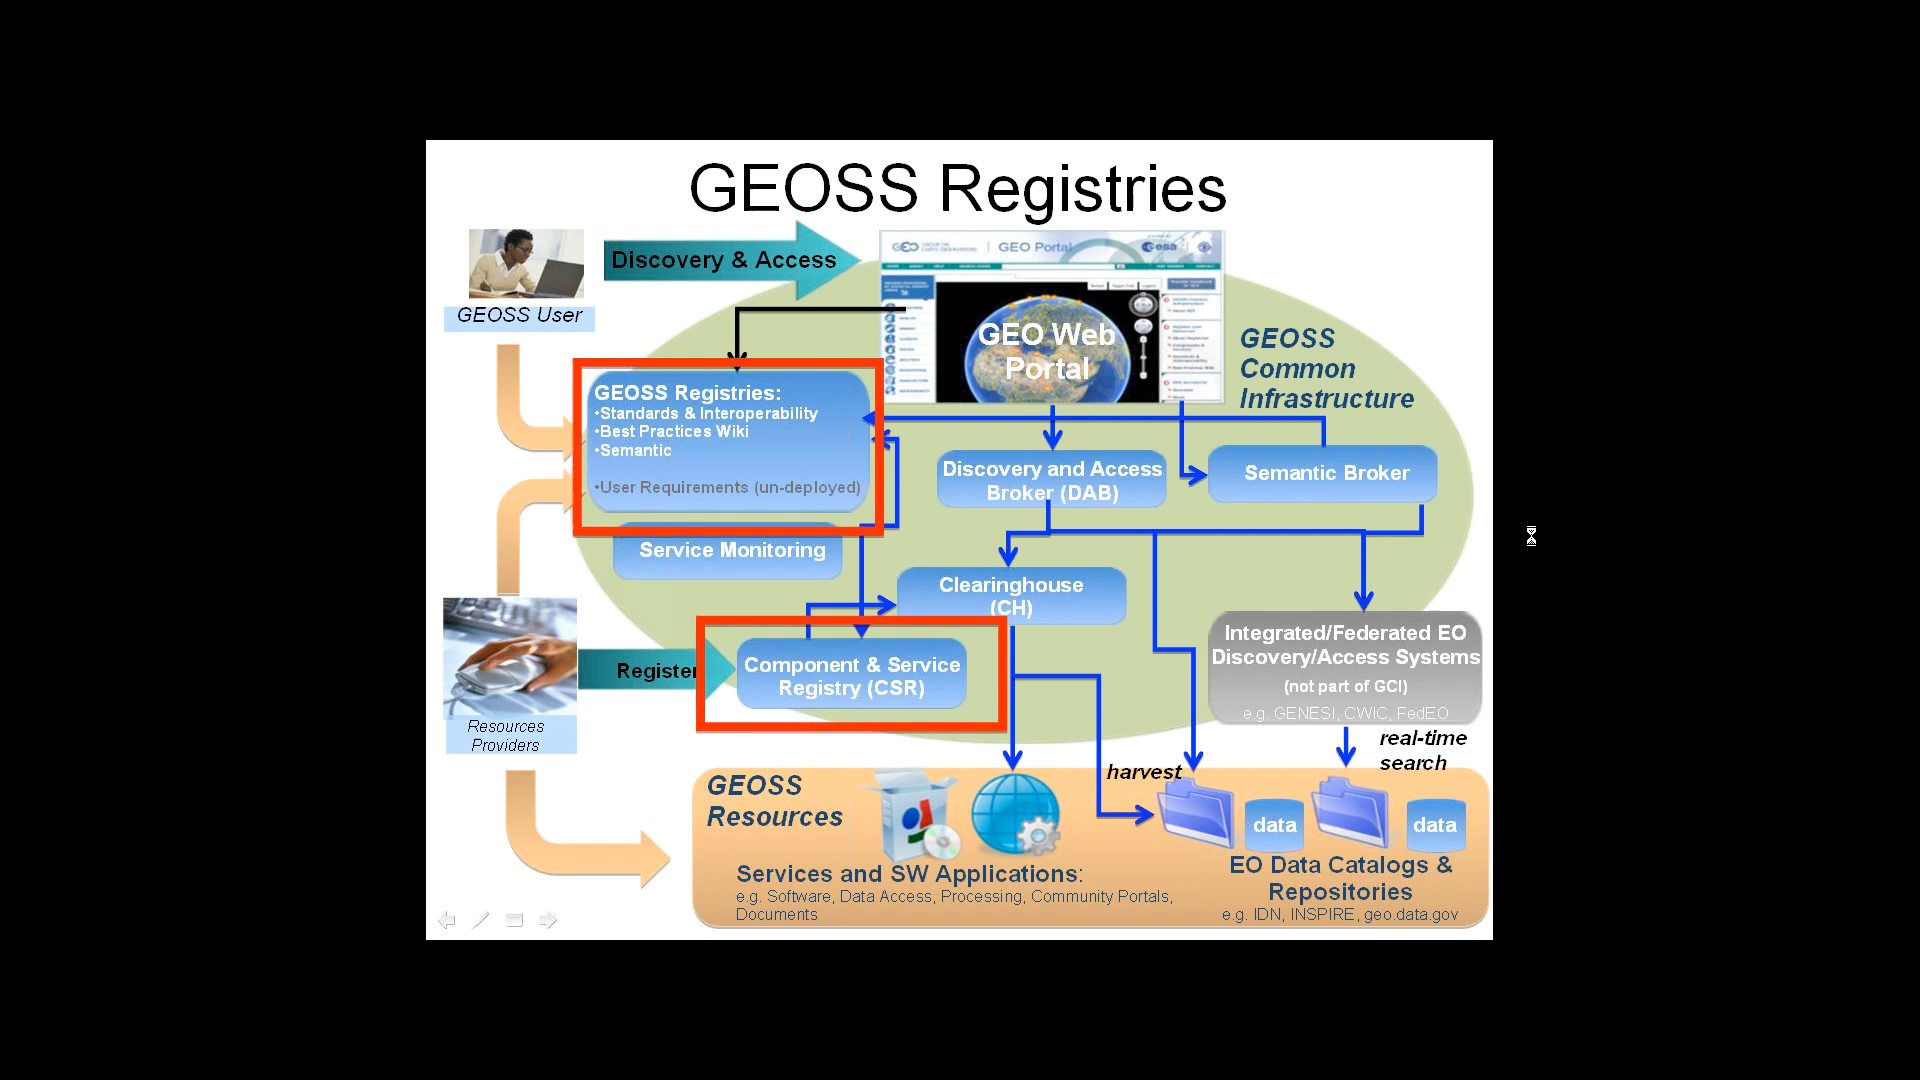 GEOSS Registries
GEOSS User
Discovery & Access
GEO Portal
esa
GEO Web
Portal
GEOSS
Common
Infrastructure
GEOSS Registries:
•Standards & Interoperability
•Best Practices Wiki
•Semantic
•User Requirements (un-deployed)
Discovery and Access
Broker (DAB)
Semantic Broker
Service Monitoring
Clearinghouse
(CH)
Register
Component & Service
Registry (CSR)
Integrated/Federated EO
Discovery/Access Systems
(not part of GCI)
e.g. GENESI, CWIC, FedEO
Resources
Providers
real-time
search
harvest
GEOSS
Resources
data
data
Services and SW Applications:
e.g. Software, Data Access, Processing, Community Portals,
Documents
EO Data Catalogs &
Repositories
e.g. IDN, INSPIRE, geo.data.gov